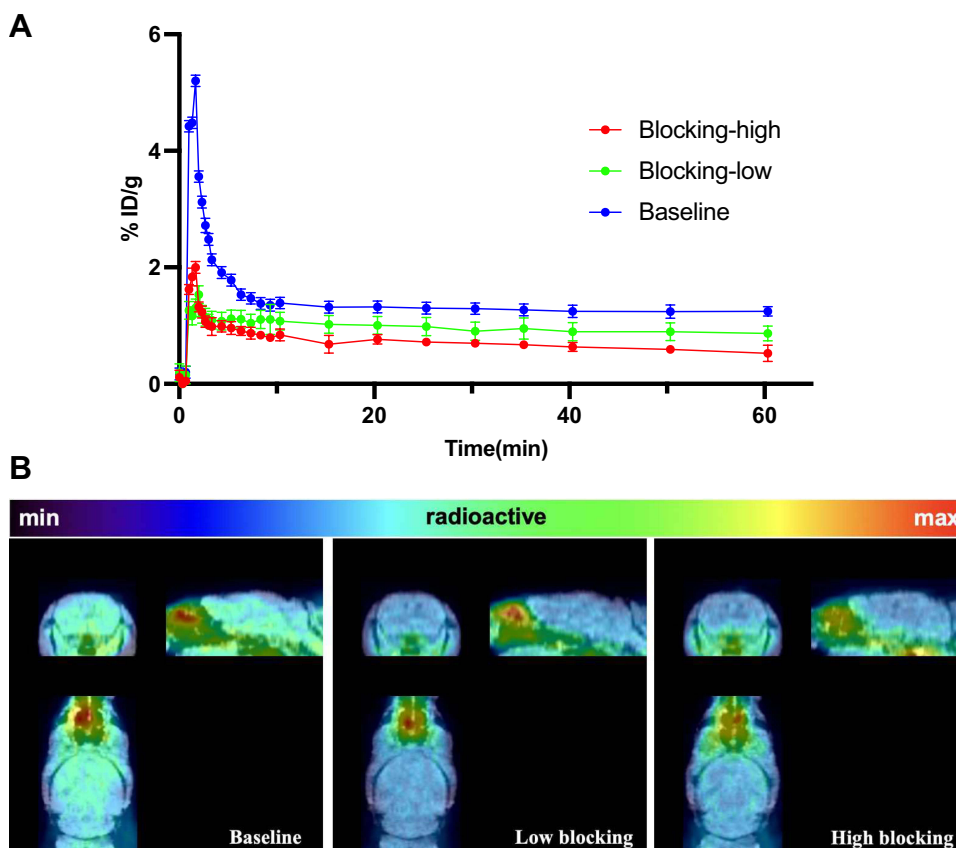 A
6
4
2
0
% ID/g
Blocking-high
Blocking-low
Baseline
0 20 40 60
Time(min)
B
min radioactive max
Baseline Low blocking High blocking